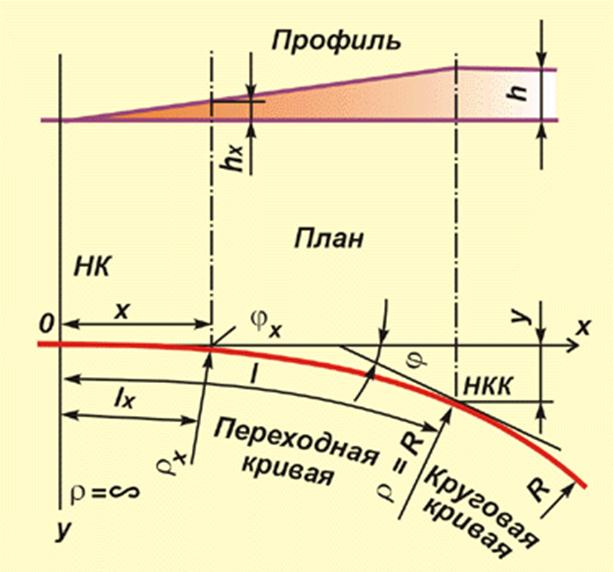 Профиль
h
hx
План
НК
0
x
φx
y
x
φ
НКК
l
lx
Переходная
кривая
ρx
ρ = R
Круговая
кривая
R
ρ = ∞
y